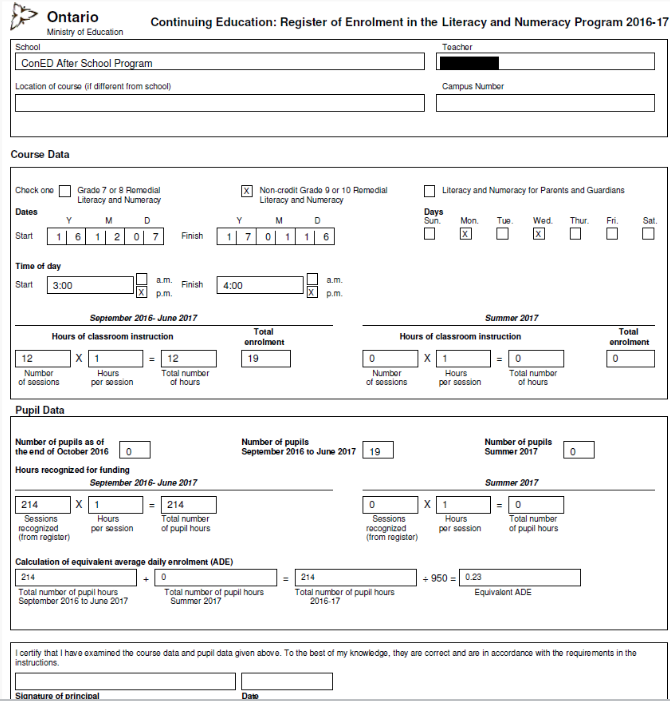 Ontario
Ministry of Education
Continuing Education: Register of Enrolment in the Literacy and Numeracy Program 2016-17
School
Teacher
ConED After School Program
Location of course (if different from school)
Campus Number
Course Data
Check one
Grade 7 or 8 Remedial
Literacy and Numeracy
X
Non-credit Grade 9 or 10 Remedial
Literacy and Numeracy
Literacy and Numeracy for Parents and Guardians
Dates
Y M D
Y M D
Days
Sun. Mon. Tue. Wed. Thur. Fri. Sat.
Start 1 6 1 2 0 7 Finish 1 7 0 1 1 6
X X
Time of day
Start 3:00 a.m. Finish 4:00 a.m.
X p.m. X p.m.
September 2016- June 2017
Summer 2017
Hours of classroom instruction
Total
enrolment
Hours of classroom instruction
Total
enrolment
12 X 1 = 12 19
0 X 1 = 0 0
Number
of sessions
Hours
per session
Total number
of hours
Number
of sessions
Hours
per session
Total number
of hours
Pupil Data
Number of pupils as of
the end of October 2016 0
Number of pupils
September 2016 to June 2017 19
Number of pupils
Summer 2017 0
Hours recognized for funding
September 2016- June 2017
Summer 2017
214 X 1 = 214
0 X 1 = 0
Sessions
recognized
(from register)
Hours
per session
Total number
of pupil hours
Sessions
recognized
(from register)
Hours
per session
Total number
of pupil hours
Calculation of equivalent average daily enrolment (ADE)
214 + 0 = 214 ÷ 950 = 0.23
Total number of pupil hours
September 2016 to June 2017
Total number of pupil hours
Summer 2017
Total number of pupil hours
2016-17
Equivalent ADE
I certify that I have examined the course data and pupil data given above. To the best of my knowledge, they are correct and are in accordance with the requirements in the
instructions.
Signature of principal
Date